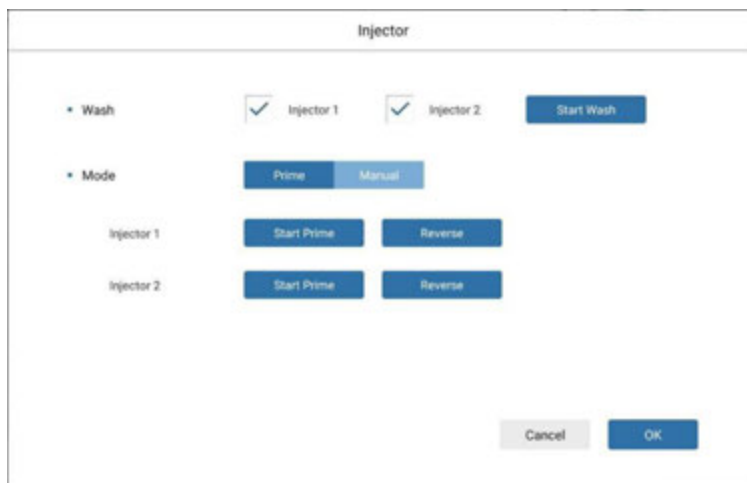 Injector
Wash Injector 1 Injector 2 Start Wash
Mode Prime Manual
Injector 1 Start Prime Reverse
Injector 2 Start Prime Reverse
Cancel OK